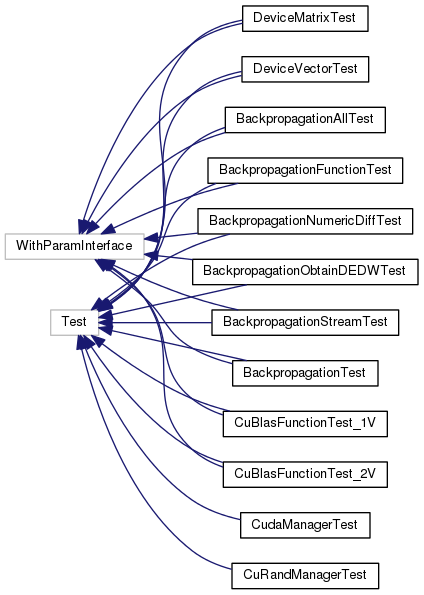 DeviceMatrixTest
DeviceVectorTest
BackpropagationAllTest
BackpropagationFunctionTest
BackpropagationNumericDiffTest
WithParamInterface
BackpropagationObtainDEDWTest
Test
BackpropagationStreamTest
BackpropagationTest
CuBlasFunctionTest_1V
CuBlasFunctionTest_2V
CudaManagerTest
CuRandManagerTest